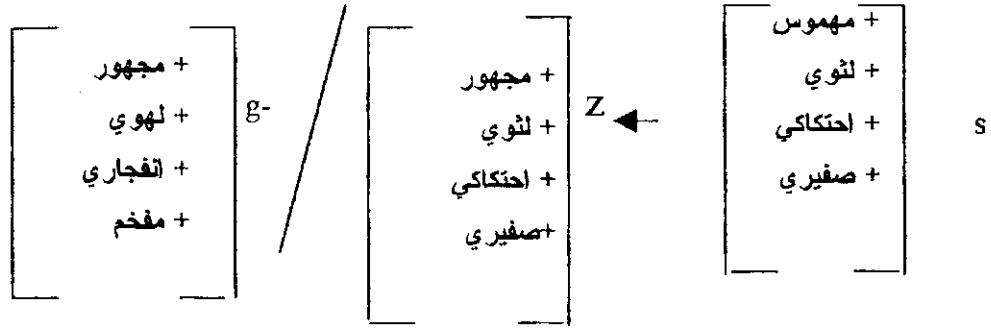 s
+ مهموس
+ لثوي
+ احتكاكي
+ صفيري
Z
+ مجهور
+ لثوي
+ احتكاكي
+صفيري
g-
+ مجهور
+ لهوي
+ انفجاري
+ مفخم